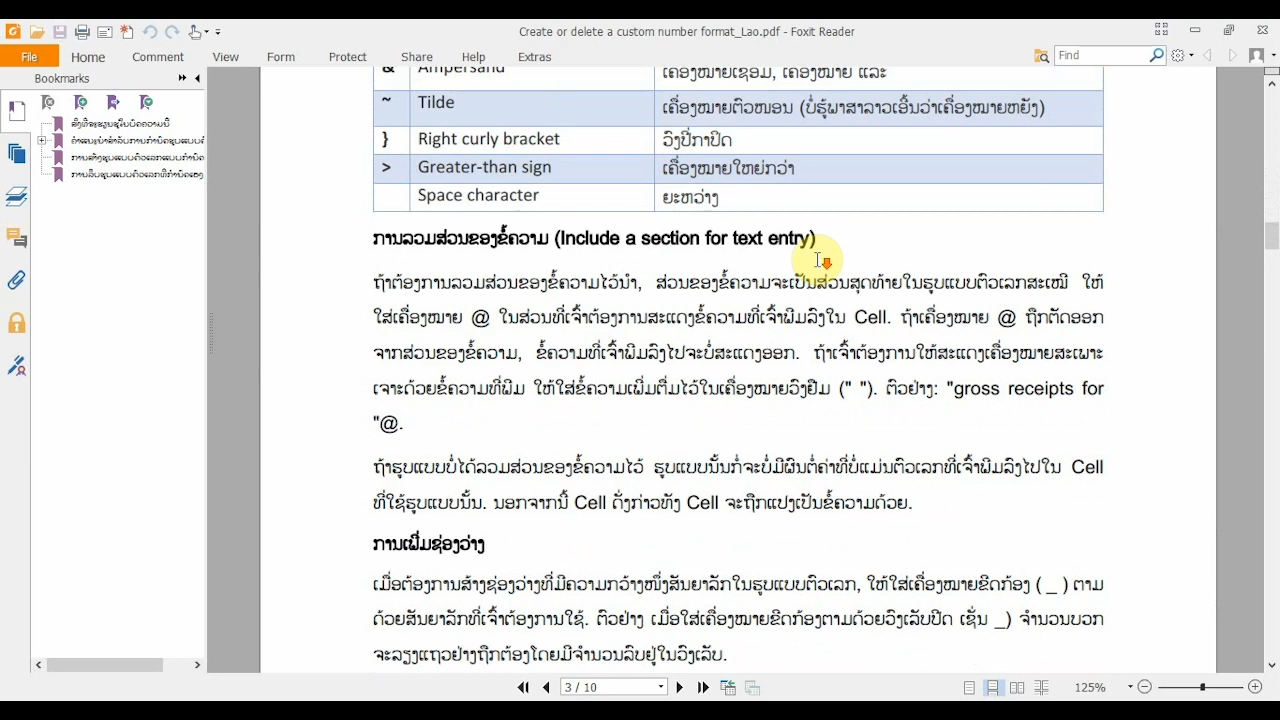 Create or delete a custom number format_Lao.pdf - Foxit Reader
File Home Comment View Form Protect Share Help Extras Find
Bookmarks
& Ampersand ເຄື່ອງໝາຍເຊື່ອມ, ເຄື່ອງໝາຍ ແລະ
~ Tilde ເຄື່ອງໝາຍຕົວໜອນ (ບໍ່ຮູ້ພາສາລາວເອີ້ນວ່າເຄື່ອງໝາຍຫຍັງ)
} Right curly bracket ວົງປີກາປິດ
> Greater-than sign ເຄື່ອງໝາຍໃຫຍ່ກວ່າ
Space character ຍະຫວ່າງ
ການລວມສ່ວນຂອງຂໍ້ຄວາມ (Include a section for text entry)
ຖ້າຕ້ອງການລວມສ່ວນຂອງຂໍ້ຄວາມໄວ້ນຳ, ສ່ວນຂອງຂໍ້ຄວາມຈະເປັນສ່ວນສຸດທ້າຍໃນຮູບແບບຕົວເລກສະເໝີ ໃຫ້
ໃສ່ເຄື່ອງໝາຍ @ ໃນສ່ວນທີ່ເຈົ້າຕ້ອງການສະແດງຂໍ້ຄວາມທີ່ເຈົ້າພິມລົງໃນ Cell. ຖ້າເຄື່ອງໝາຍ @ ຖືກຕັດອອກ
ຈາກສ່ວນຂອງຂໍ້ຄວາມ, ຂໍ້ຄວາມທີ່ເຈົ້າພິມລົງໄປຈະບໍ່ສະແດງອອກ. ຖ້າເຈົ້າຕ້ອງການໃຫ້ສະແດງເຄື່ອງໝາຍສະເພາະ
ເຈາະດ້ວຍຂໍ້ຄວາມທີ່ພິມ ໃຫ້ໃສ່ຂໍ້ຄວາມເພີ່ມຕື່ມໄວ້ໃນເຄື່ອງໝາຍວົງຢືມ (" "). ຕົວຢ່າງ: "gross receipts for
"@.
ຖ້າຮູບແບບບໍ່ໄດ້ລວມສ່ວນຂອງຂໍ້ຄວາມໄວ້ ຮູບແບບນັ້ນກໍ່ຈະບໍ່ມີຜົນຕໍ່ຄ່າທີ່ບໍ່ແມ່ນຕົວເລກທີ່ເຈົ້າພິມລົງໄປໃນ Cell
ທີ່ໃຊ້ຮູບແບບນັ້ນ. ນອກຈາກນີ້ Cell ດັ່ງກ່າວທັງ Cell ຈະຖືກແປງເປັນຂໍ້ຄວາມດ້ວຍ.
ການເພີ່ມຊ່ອງວ່າງ
ເມື່ອຕ້ອງການສ້າງຊ່ອງວ່າງທີ່ມີຄວາມກວ້າງໜຶ່ງສັນຍາລັກໃນຮູບແບບຕົວເລກ, ໃຫ້ໃສ່ເຄື່ອງໝາຍຂີດກ້ອງ ( _ ) ຕາມ
ດ້ວຍສັນຍາລັກທີ່ເຈົ້າຕ້ອງການໃຊ້. ຕົວຢ່າງ ເມື່ອໃສ່ເຄື່ອງໝາຍຂີດກ້ອງຕາມດ້ວຍວົງເລັບປິດ ເຊັ່ນ _) ຈຳນວນບວກ
ຈະລຽງແຖວຢ່າງຖືກຕ້ອງໂດຍມີຈຳນວນລົບຢູ່ໃນວົງເລັບ.
3 / 10 125%